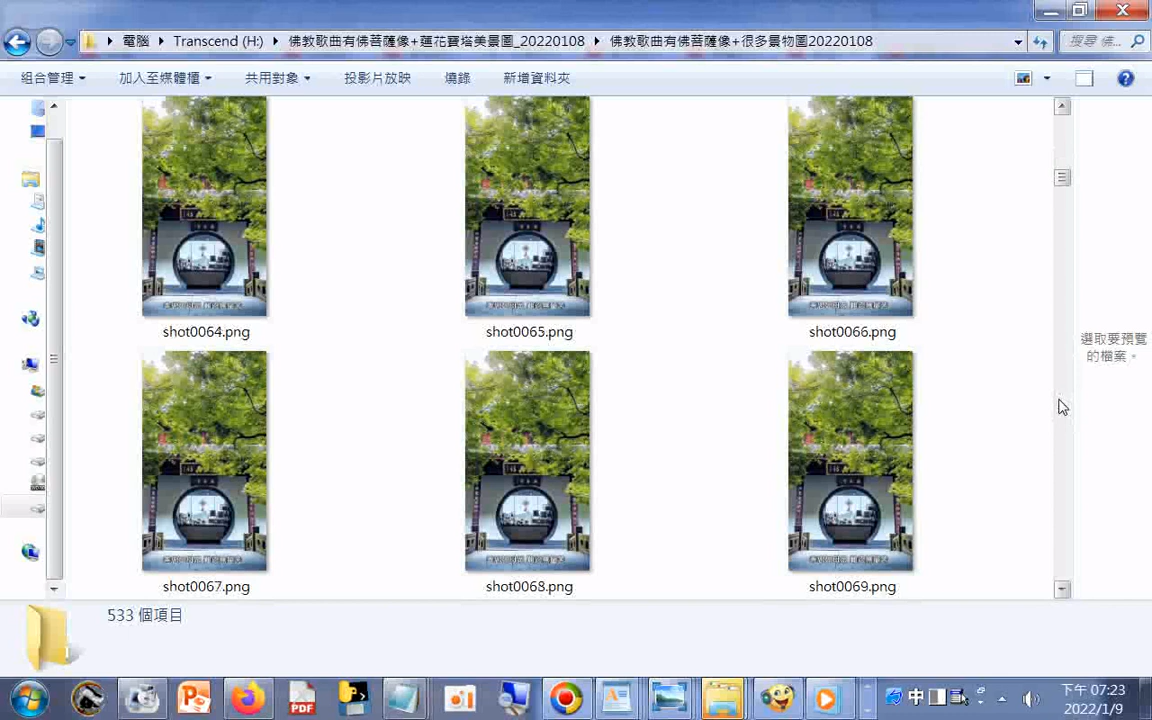 電腦 Transcend (H:) 佛教歌曲有佛菩薩像+蓮花寶塔美景圖_20220108 佛教歌曲有佛菩薩像+很多景物圖20220108
搜尋 佛...
組合管理 加入至媒體櫃 共用對象 投影片放映 燒錄 新增資料夾
shot0064.png shot0065.png shot0066.png
選取要預覽
的檔案。
shot0067.png shot0068.png shot0069.png
533 個項目
PDF 中 下午 07:23
2022/1/9